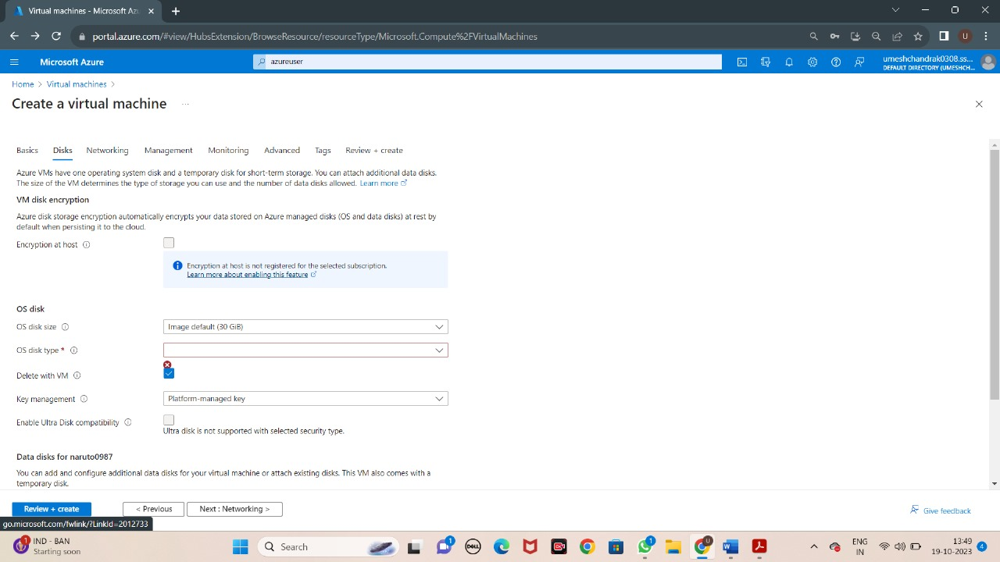 Virtual machines - Microsoft Azu
portal.azure.com/#view/HubsExtension/BrowseResource/resourceType/Microsoft.Compute%2FVirtualMachines
U
Microsoft Azure
azureuser
umeshchandrak0308.ss...
DEFAULT DIRECTORY (UMESHCH...
Home > Virtual machines >
Create a virtual machine ...
Basics Disks Networking Management Monitoring Advanced Tags Review + create
Azure VMs have one operating system disk and a temporary disk for short-term storage. You can attach additional data disks.
The size of the VM determines the type of storage you can use and the number of data disks allowed. Learn more
VM disk encryption
Azure disk storage encryption automatically encrypts your data stored on Azure managed disks (OS and data disks) at rest by
default when persisting it to the cloud.
Encryption at host
Encryption at host is not registered for the selected subscription.
Learn more about enabling this feature
OS disk
OS disk size Image default (30 GiB)
OS disk type *
Delete with VM
Key management Platform-managed key
Enable Ultra Disk compatibility
Ultra disk is not supported with selected security type.
Data disks for naruto0987
You can add and configure additional data disks for your virtual machine or attach existing disks. This VM also comes with a
temporary disk.
Review + create < Previous Next : Networking > Give feedback
go.microsoft.com/fwlink/?LinkId=2012733
1 IND - BAN
Starting soon
Search
1
DELL
1
U
W
ENG
IN
13:49
19-10-2023
4